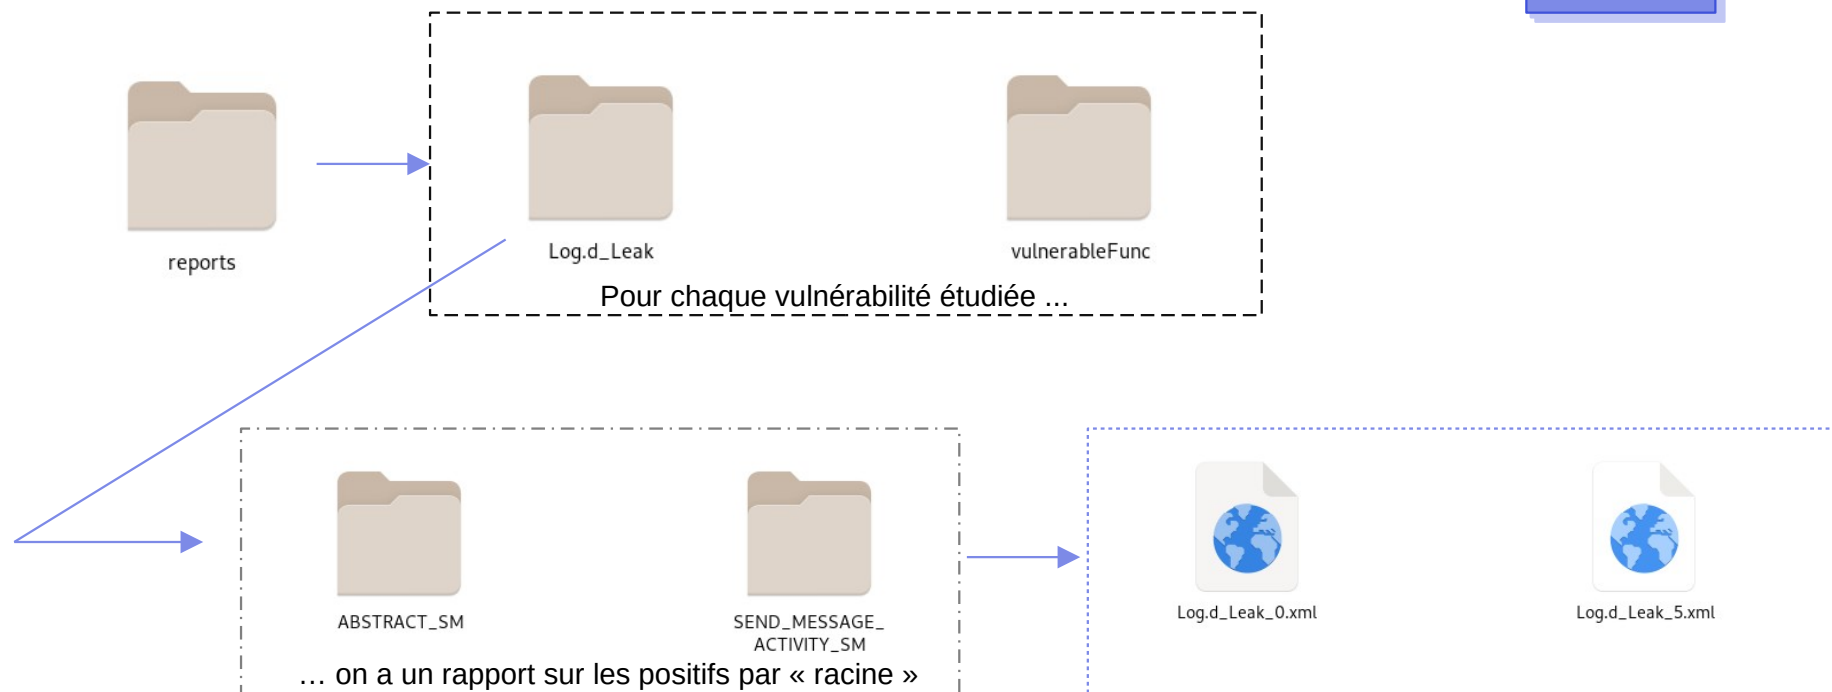 reports
Log.d_Leak
vulnerableFunc
Pour chaque vulnérabilité étudiée ...
ABSTRACT_SM
SEND_MESSAGE_
ACTIVITY_SM
… on a un rapport sur les positifs par « racine »
Log.d_Leak_0.xml
Log.d_Leak_5.xml